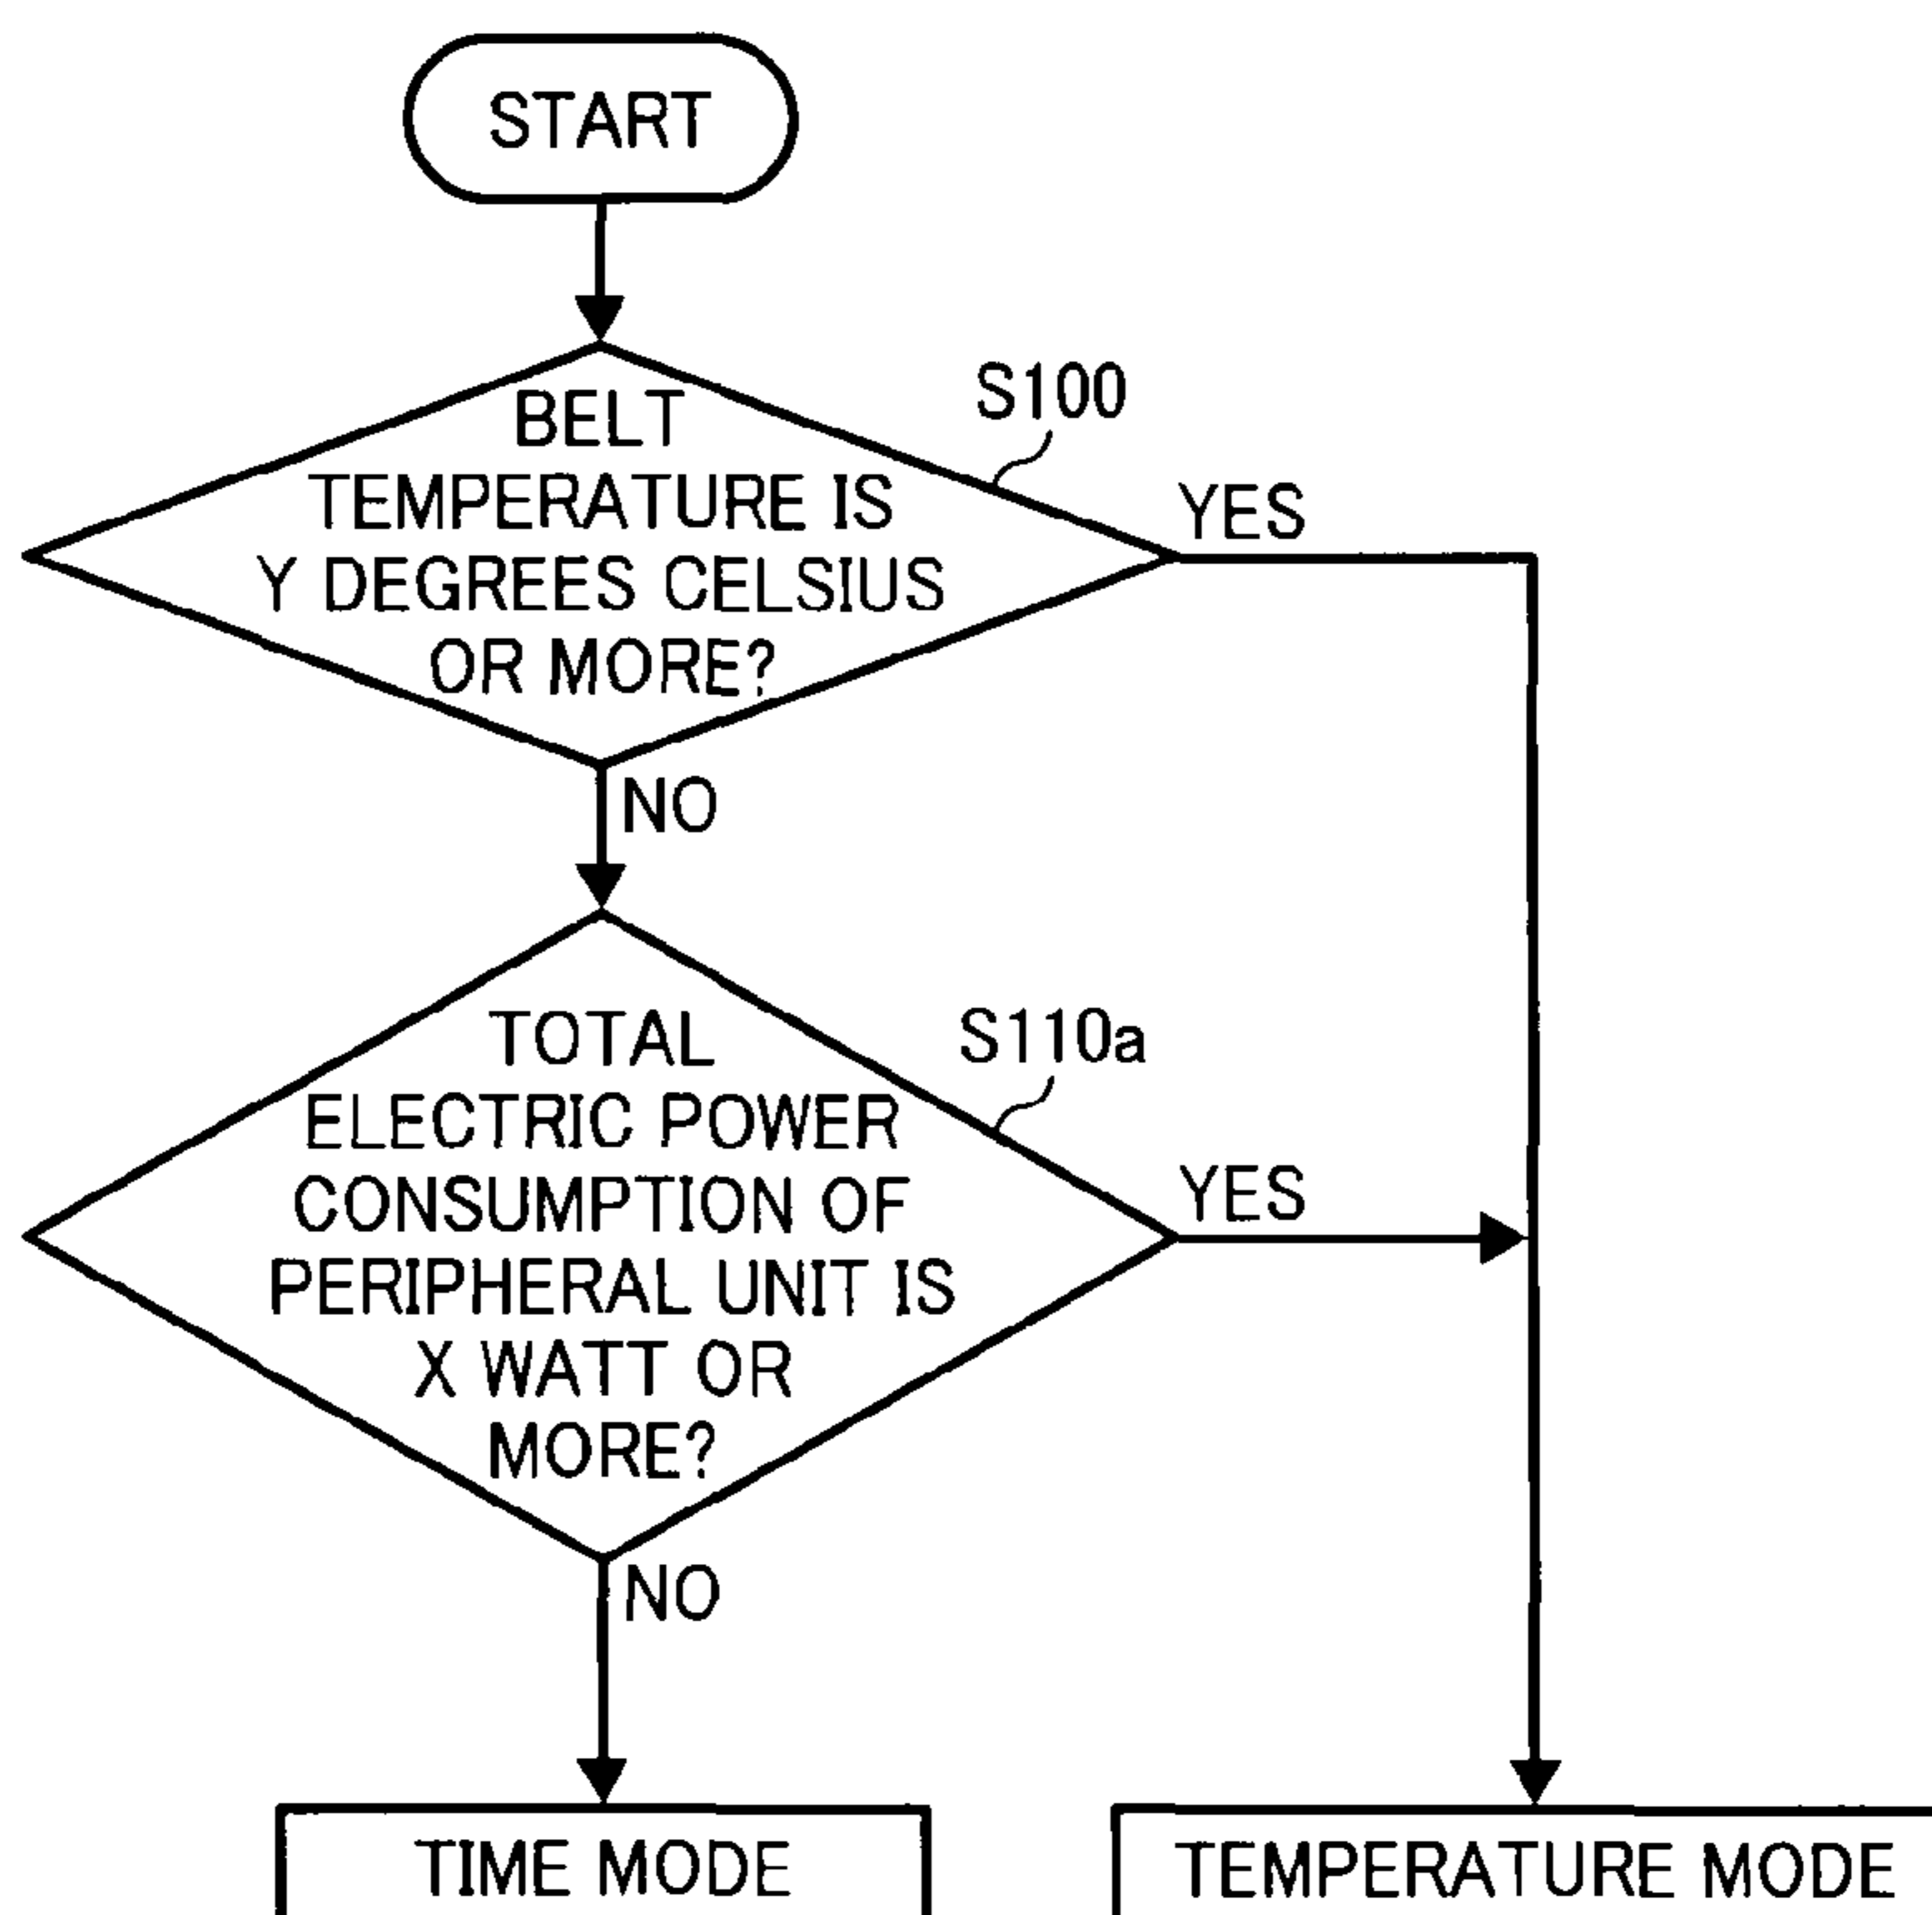 START
S100
BELT
TEMPERATURE IS
Y DEGREES CELSIUS
OR MORE?
YES
NO
S110a
TOTAL
ELECTRIC POWER
CONSUMPTION OF
PERIPHERAL UNIT IS
X WATT OR
MORE?
YES
NO
TIME MODE
TEMPERATURE MODE